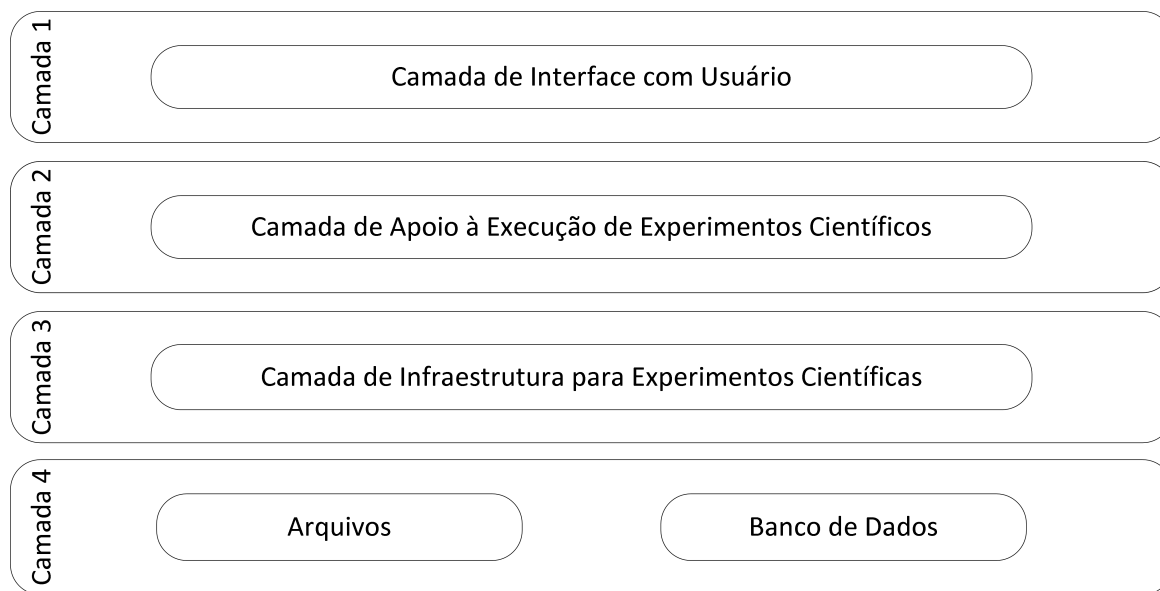 Camada 1
Camada de Interface com Usuário
Camada 2
Camada de Apoio à Execução de Experimentos Científicos
Camada 3
Camada de Infraestrutura para Experimentos Científicas
Camada 4
Arquivos
Banco de Dados